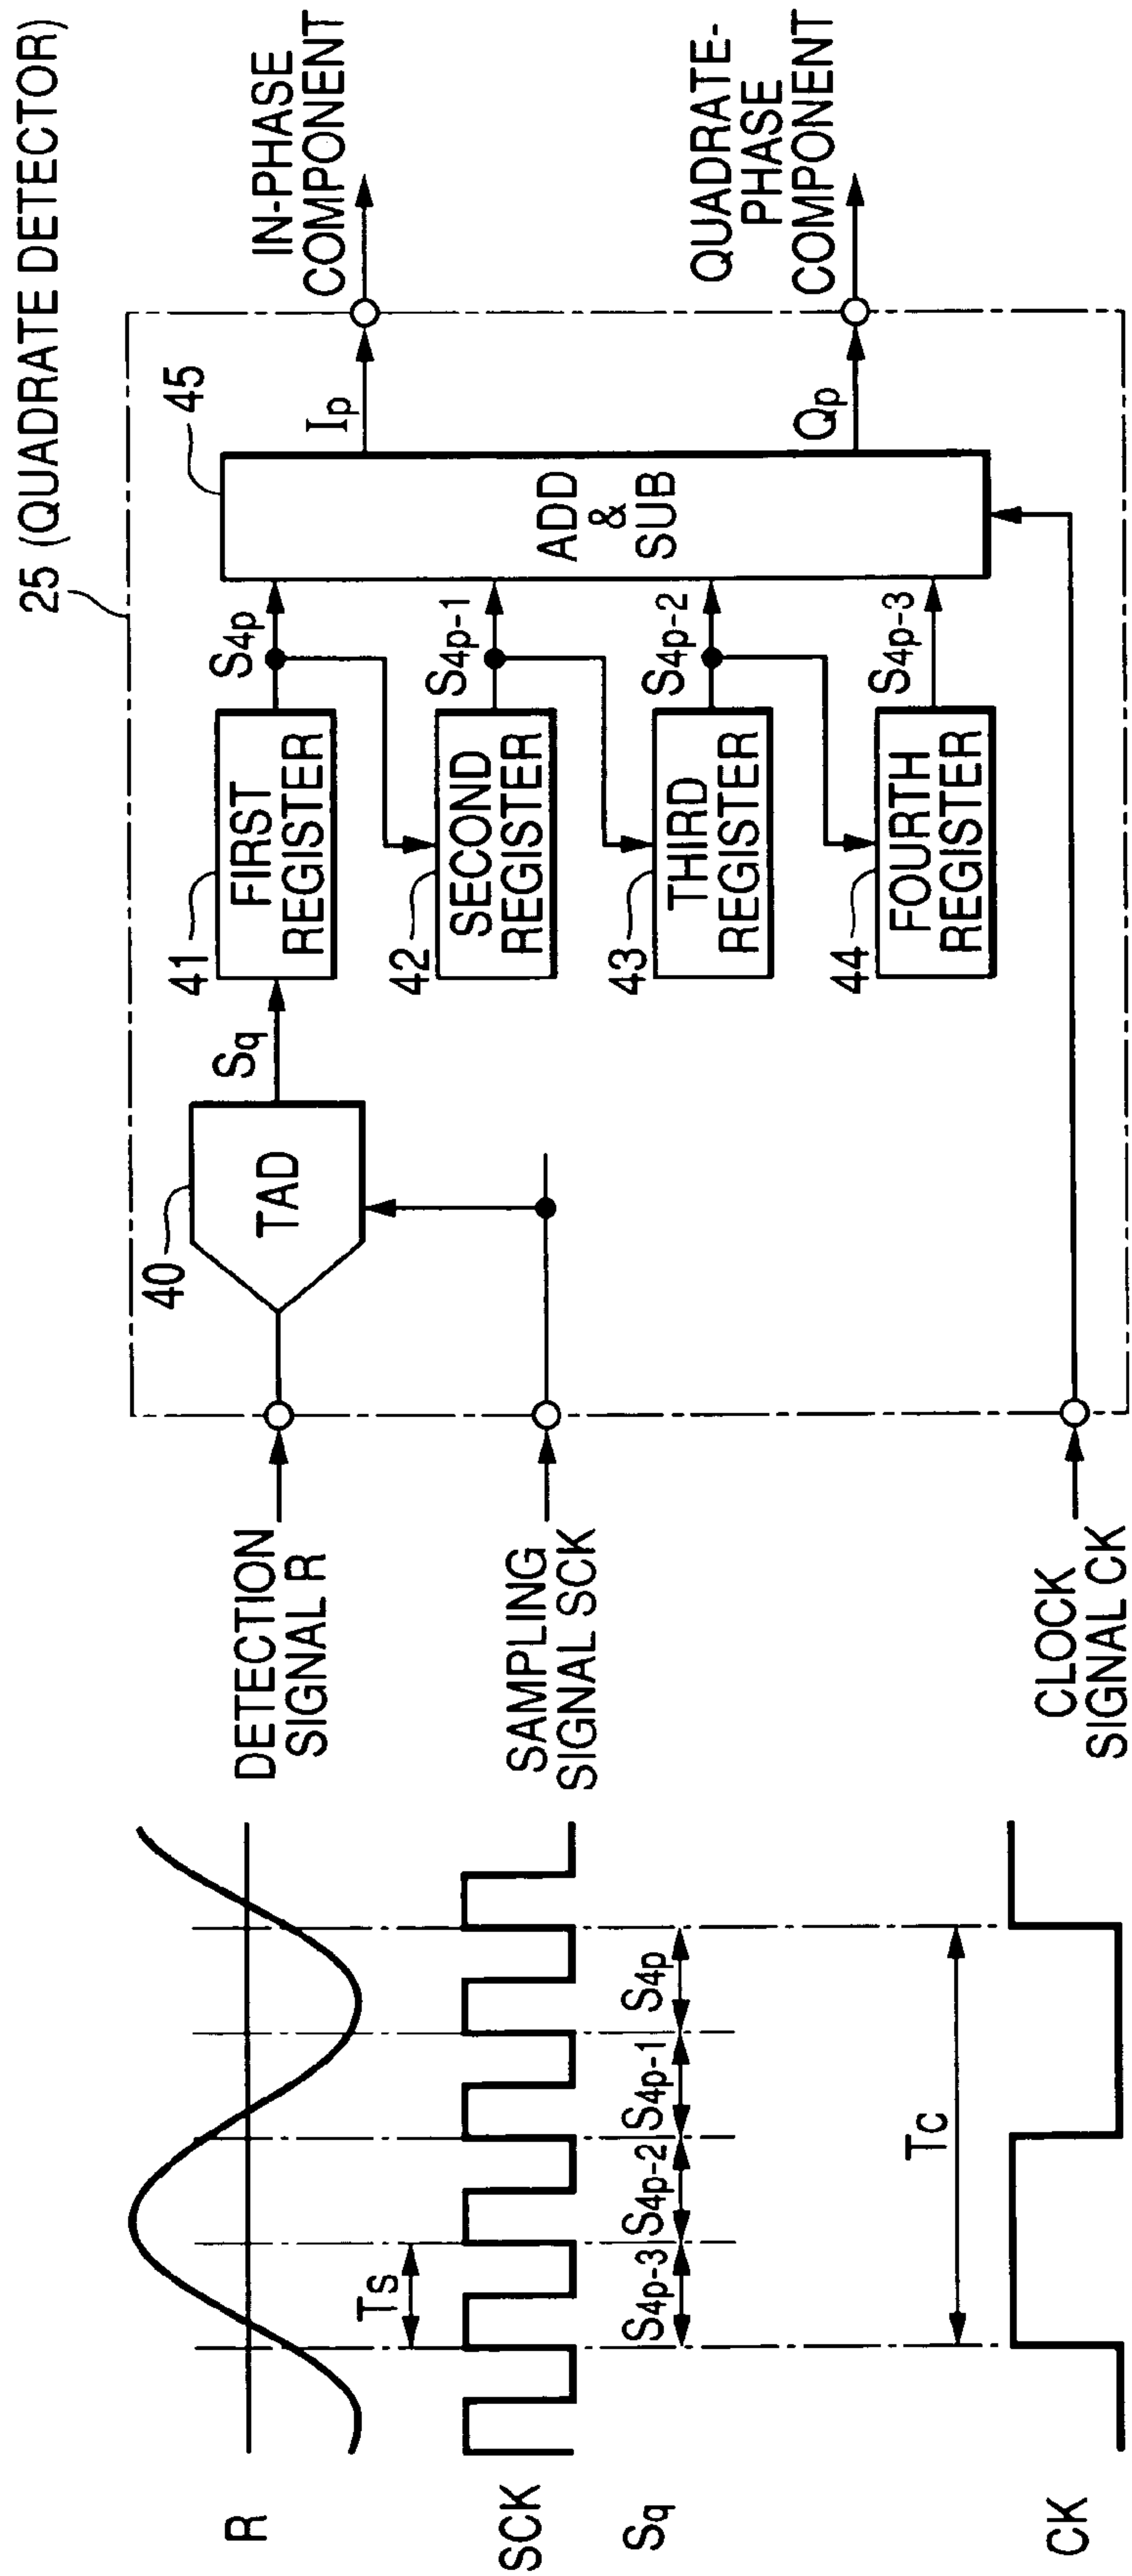 25 (QUADRATE DETECTOR)
IN-PHASE
COMPONENT
QUADRATE-
PHASE
COMPONENT
45
Ip
Qp
ADD
&
SUB
S4p
S4p-1
S4p-2
S4p-3
41
FIRST
REGISTER
42
SECOND
REGISTER
43
THIRD
REGISTER
44
FOURTH
REGISTER
Sq
40
TAD
DETECTION
SIGNAL R
SAMPLING
SIGNAL SCK
CLOCK
SIGNAL CK
R
SCK
Ts
Sq
S4p-3
S4p-2
S4p-1
S4p
CK
Tc